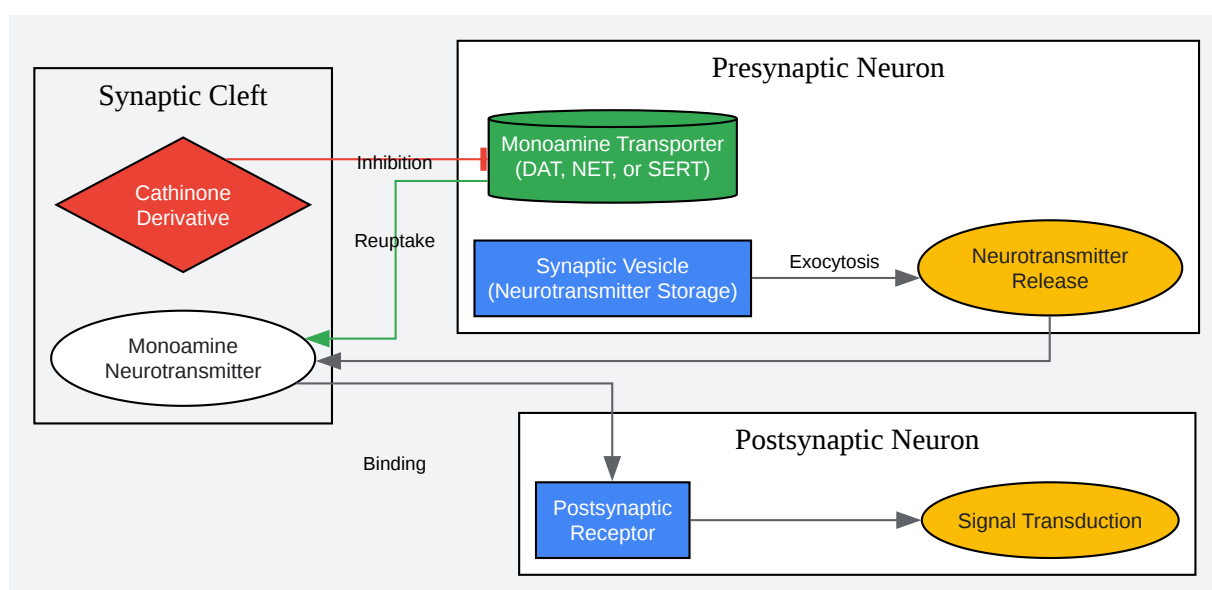 Synaptic Cleft
Cathinone
Derivative
Monoamine
Neurotransmitter
Inhibition
Reuptake
Binding
Presynaptic Neuron
Monoamine Transporter
(DAT, NET, or SERT)
Synaptic Vesicle
(Neurotransmitter Storage)
Exocytosis
Neurotransmitter
Release
Postsynaptic Neuron
Postsynaptic
Receptor
Signal Transduction